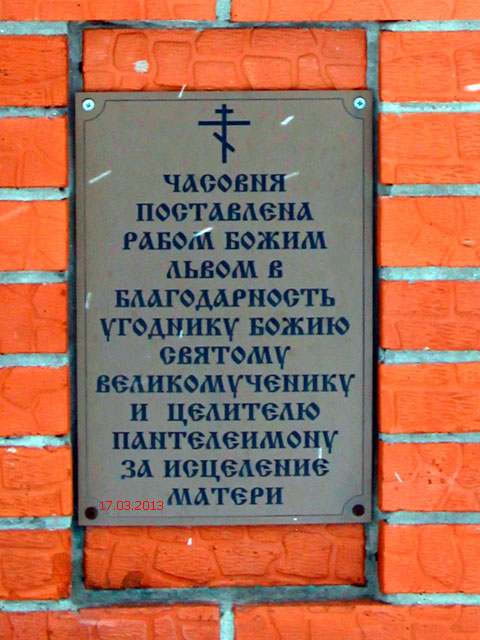 ЧАСОВНЯ
ПОСТАВЛЕНА
РАБОМ БОЖИМ
ЛЬВОМ В
БЛАГОДАРНОСТЬ
УГОДНИКУ БОЖИЮ
СВЯТОМУ
ВЕЛИКОМУЧЕНИКУ
И ЦЕЛИТЕЛЮ
ПАНТЕЛЕИМОНУ
ЗА ИСЦЕЛЕНИЕ
МАТЕРИ
17.03.2013